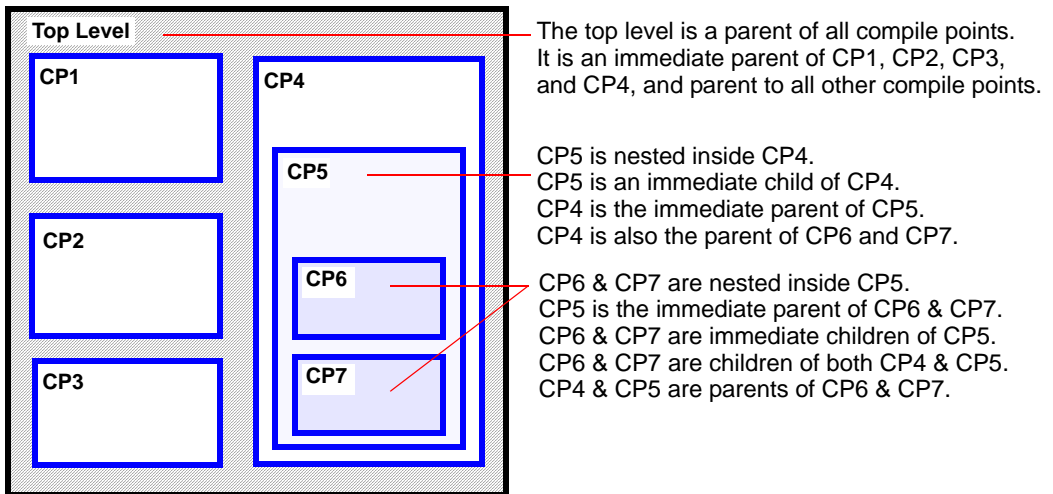 Top Level
CP1
CP2
CP3
CP4
CP5
CP6
CP7
The top level is a parent of all compile points.
It is an immediate parent of CP1, CP2, CP3,
and CP4, and parent to all other compile points.
CP5 is nested inside CP4.
CP5 is an immediate child of CP4.
CP4 is the immediate parent of CP5.
CP4 is also the parent of CP6 and CP7.
CP6 & CP7 are nested inside CP5.
CP5 is the immediate parent of CP6 & CP7.
CP6 & CP7 are immediate children of CP5.
CP6 & CP7 are children of both CP4 & CP5.
CP4 & CP5 are parents of CP6 & CP7.